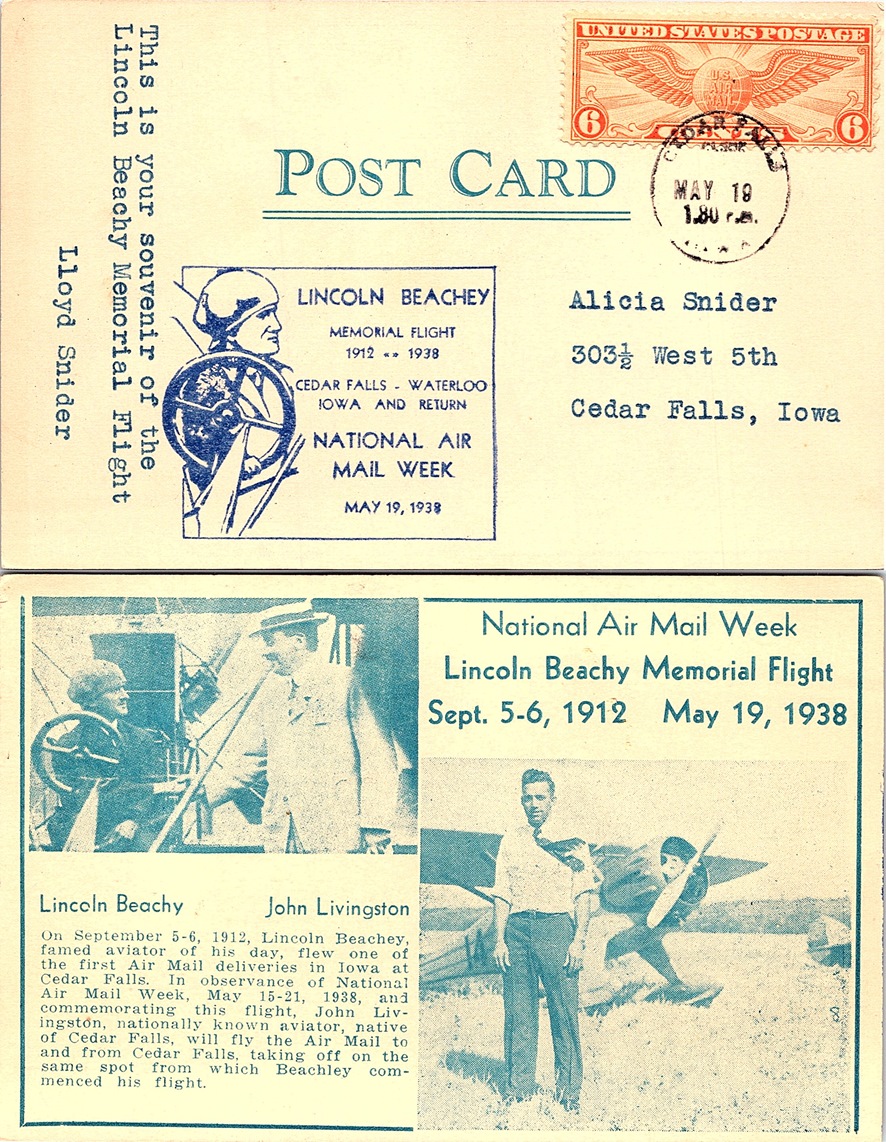 This is your souvenir of the
Lincoln Beachy Memorial Flight
Lloyd Snider
UNITED STATES POSTAGE
U.S.
AIR
MAIL
6 CENTS 6
CEDAR FALLS
MAY 19
1:30 P.M.
POST CARD
LINCOLN BEACHEY
MEMORIAL FLIGHT
1912 «» 1938
CEDAR FALLS - WATERLOO
IOWA AND RETURN
NATIONAL AIR
MAIL WEEK
MAY 19, 1938
Alicia Snider
303½ West 5th
Cedar Falls, Iowa
National Air Mail Week
Lincoln Beachy Memorial Flight
Sept. 5-6, 1912 May 19, 1938
Lincoln Beachy John Livingston
On September 5-6, 1912, Lincoln Beachey,
famed aviator of his day, flew one of
the first Air Mail deliveries in Iowa at
Cedar Falls. In observance of National
Air Mail Week, May 15-21, 1938, and
commemorating this flight, John Liv-
ingston, nationally known aviator, native
of Cedar Falls, will fly the Air Mail to
and from Cedar Falls, taking off on the
same spot from which Beachley com-
menced his flight.
14